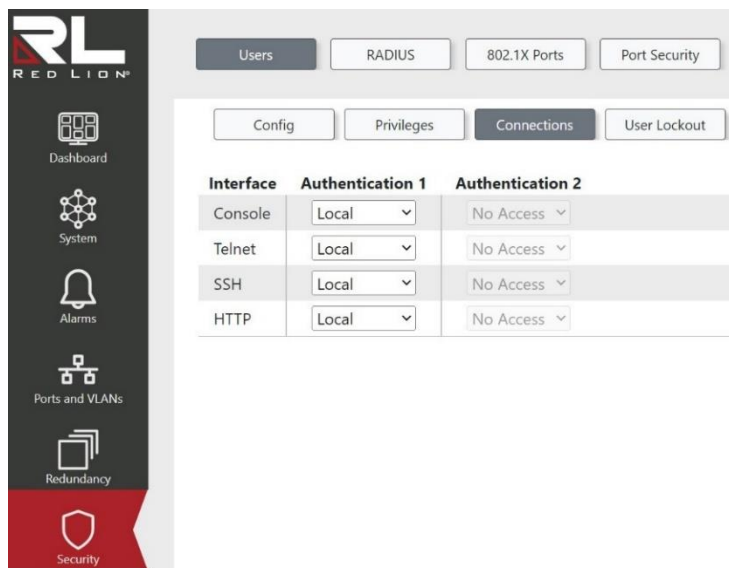 RL
RED LION®
Users RADIUS 802.1X Ports Port Security
Config Privileges Connections User Lockout
Dashboard
System
Alarms
Ports and VLANs
Redundancy
Security
Interface Authentication 1 Authentication 2
Console Local No Access
Telnet Local No Access
SSH Local No Access
HTTP Local No Access